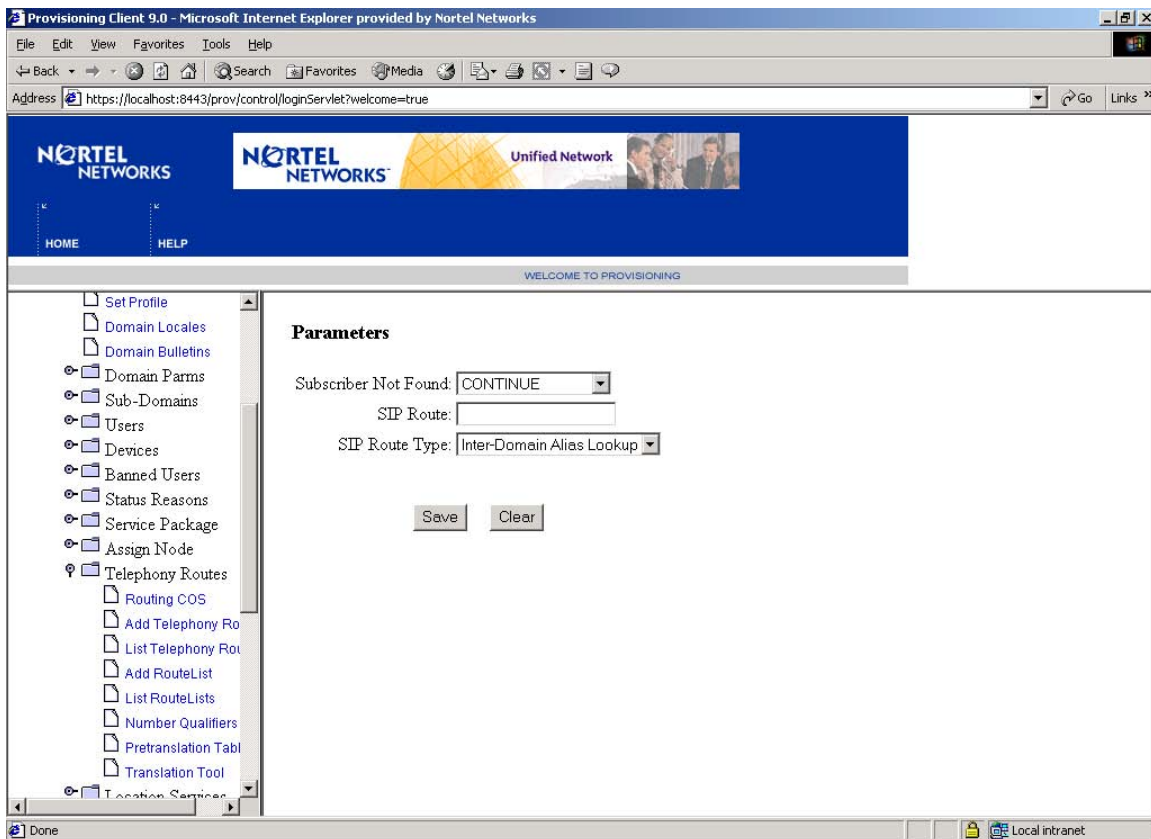 Provisioning Client 9.0 - Microsoft Internet Explorer provided by Nortel Networks
File Edit View Favorites Tools Help
Back Search Favorites Media
Address https://localhost:8443/prov/control/loginServlet?welcome=true Go Links »
NORTEL NETWORKS
NORTEL NETWORKS Unified Network
HOME HELP
WELCOME TO PROVISIONING
Set Profile
Domain Locales
Domain Bulletins
Domain Parms
Sub-Domains
Users
Devices
Banned Users
Status Reasons
Service Package
Assign Node
Telephony Routes
Routing COS
Add Telephony Ro
List Telephony Rou
Add RouteList
List RouteLists
Number Qualifiers
Pretranslation Tabl
Translation Tool
Location Services
Parameters
Subscriber Not Found: CONTINUE
SIP Route:
SIP Route Type: Inter-Domain Alias Lookup
Save Clear
Done Local intranet